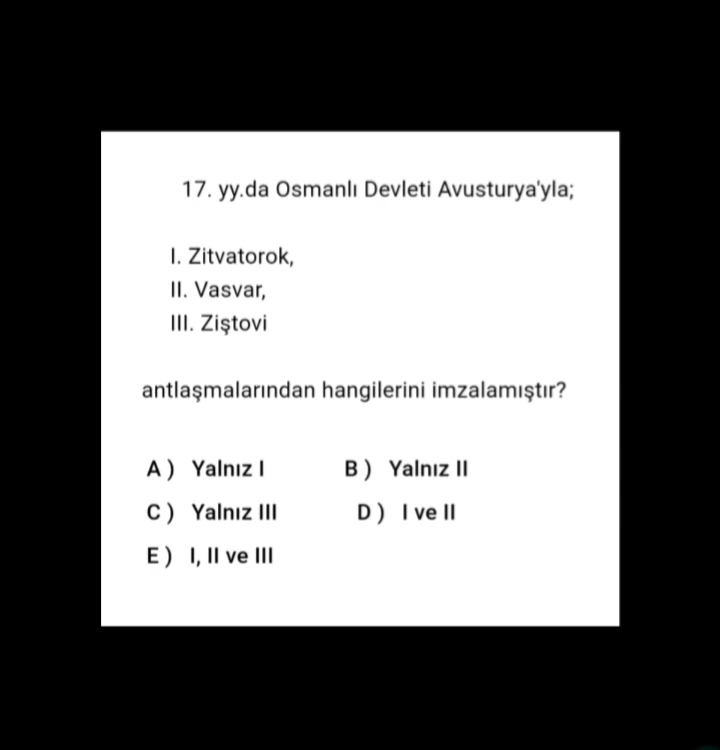 17. yy.da Osmanlı Devleti Avusturya'yla;
I. Zitvatorok,
II. Vasvar,
III. Ziştovi
antlaşmalarından hangilerini imzalamıştır?
A ) Yalnız I B ) Yalnız II
C ) Yalnız III D ) I ve II
E ) I, II ve III